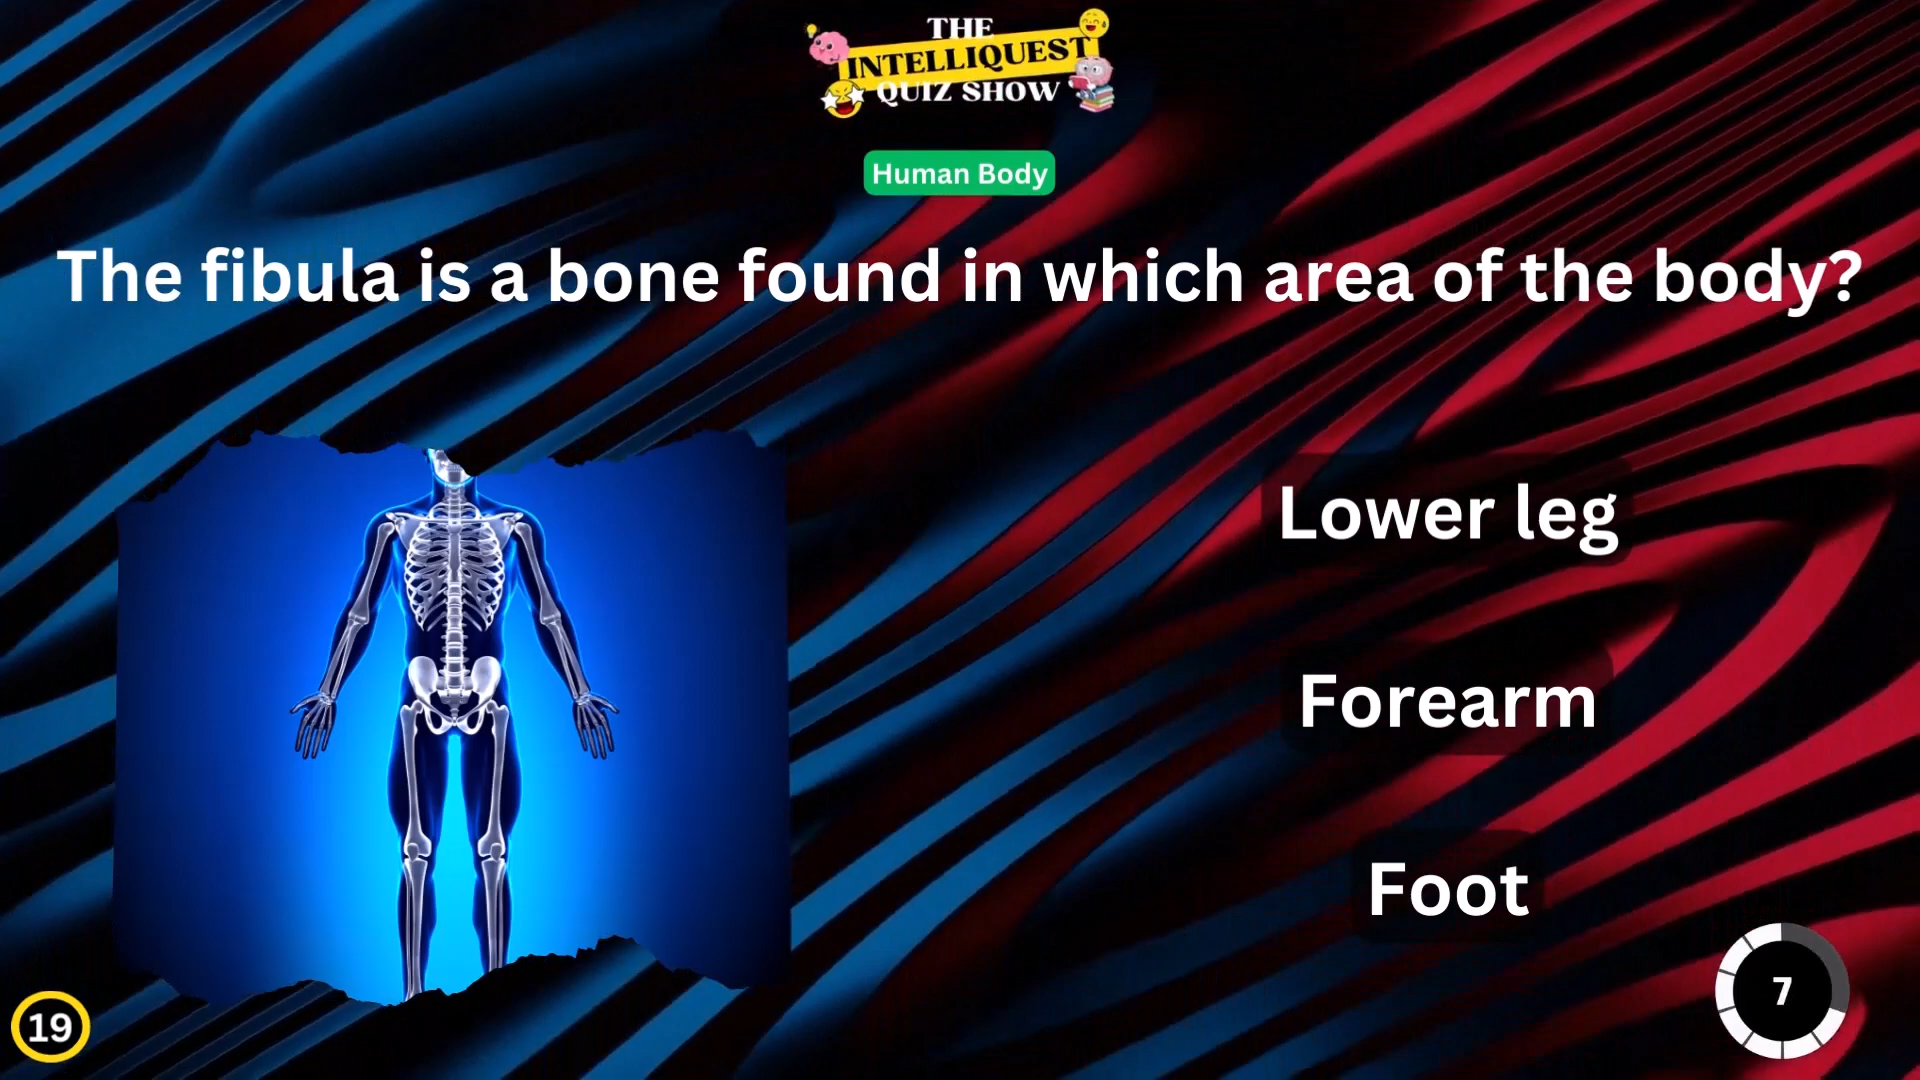 THE
INTELLIQUEST
QUIZ SHOW
Human Body
The fibula is a bone found in which area of the body?
Lower leg
Forearm
Foot
7
19